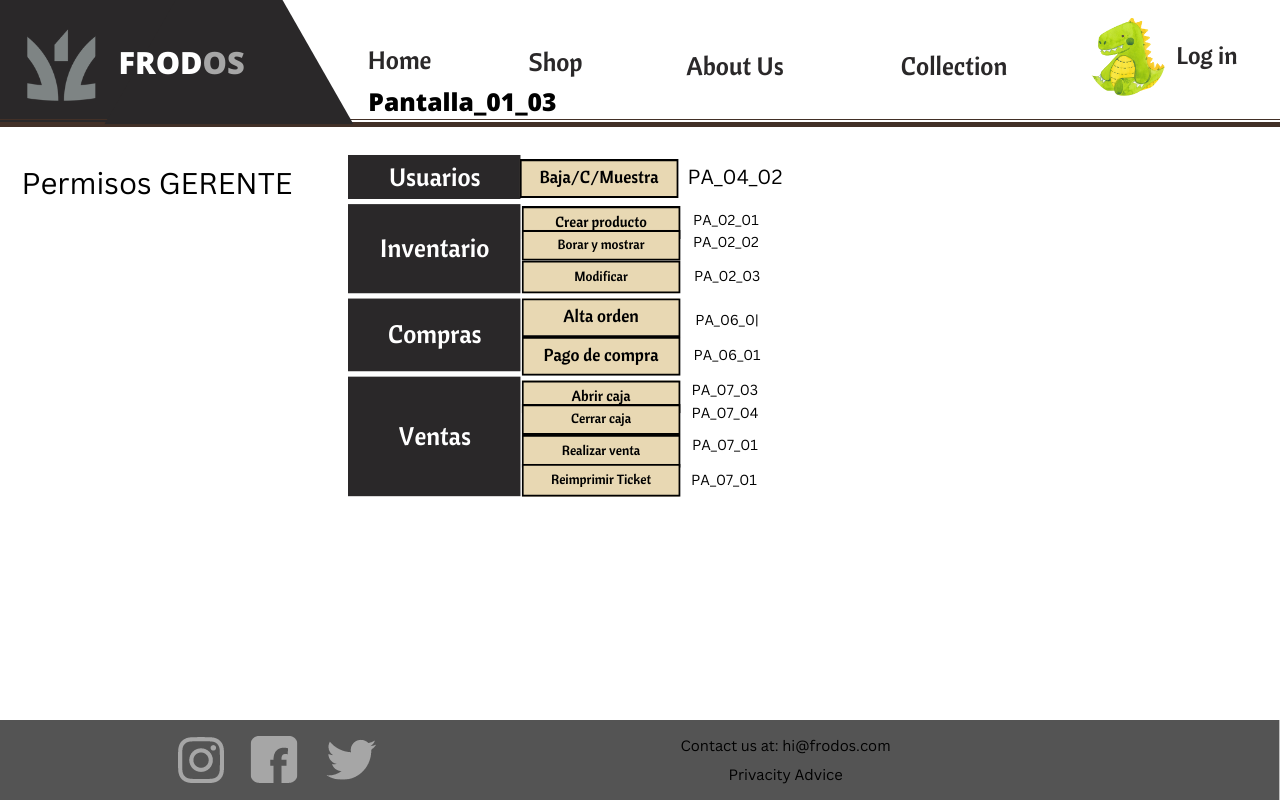 FRODOS
Home
Shop
About Us
Collection
Log in
Pantalla_01_03
Permisos GERENTE
Usuarios
Baja/C/Muestra
PA_04_02
Inventario
Crear producto
PA_02_01
Borar y mostrar
PA_02_02
Modificar
PA_02_03
Compras
Alta orden
PA_06_0|
Pago de compra
PA_06_01
Ventas
Abrir caja
PA_07_03
Cerrar caja
PA_07_04
Realizar venta
PA_07_01
Reimprimir Ticket
PA_07_01
Contact us at: hi@frodos.com
Privacity Advice